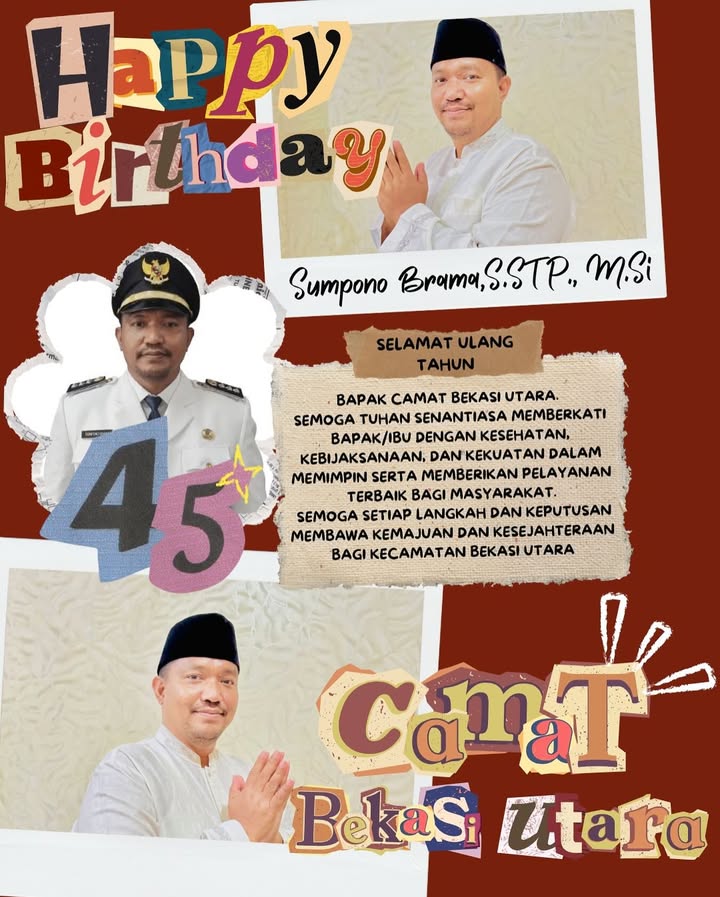 Happy
Birthday
Sumpono Brama,S.STP., M.Si
SELAMAT ULANG
TAHUN
BAPAK CAMAT BEKASI UTARA.
SEMOGA TUHAN SENANTIASA MEMBERKATI
BAPAK/IBU DENGAN KESEHATAN,
KEBIJAKSANAAN, DAN KEKUATAN DALAM
MEMIMPIN SERTA MEMBERIKAN PELAYANAN
TERBAIK BAGI MASYARAKAT.
SEMOGA SETIAP LANGKAH DAN KEPUTUSAN
MEMBAWA KEMAJUAN DAN KESEJAHTERAAN
BAGI KECAMATAN BEKASI UTARA
45
CamaT
BekaSi Utara